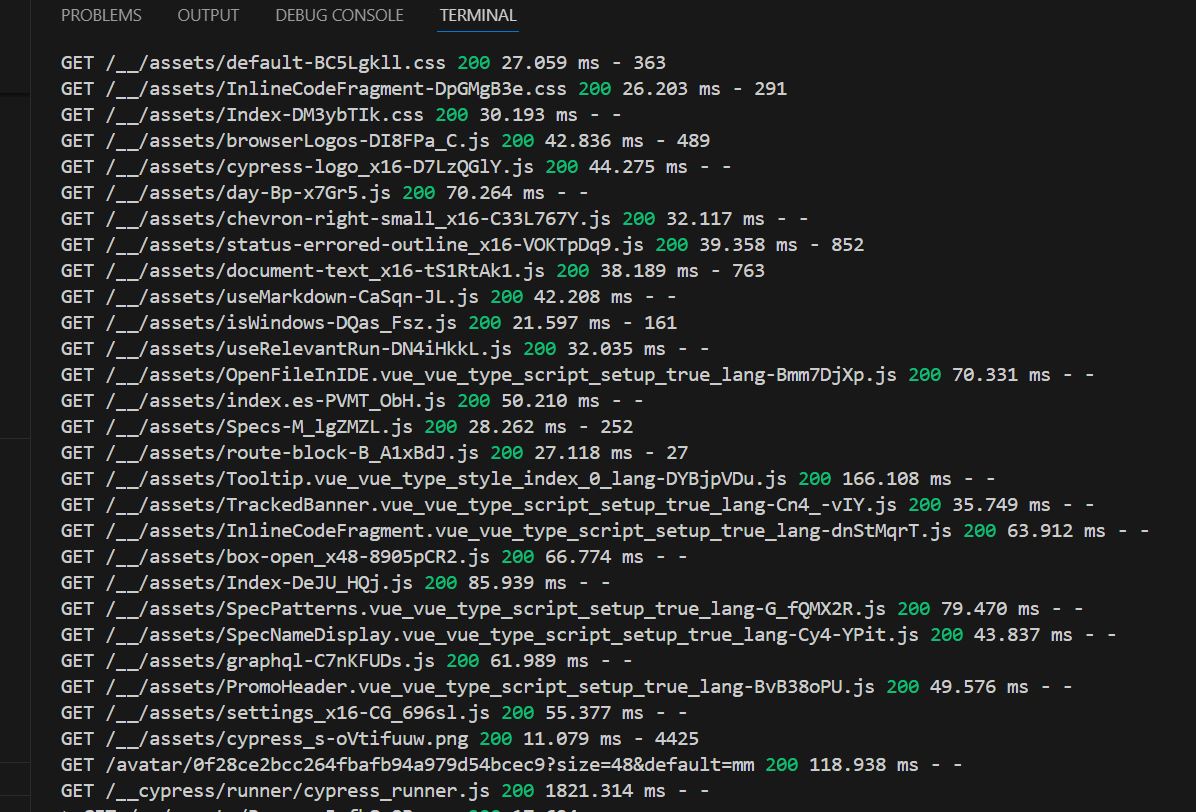 PROBLEMS OUTPUT DEBUG CONSOLE TERMINAL
GET /__/assets/default-BC5Lgkll.css 200 27.059 ms - 363
GET /__/assets/InlineCodeFragment-DpGMgB3e.css 200 26.203 ms - 291
GET /__/assets/Index-DM3ybTIk.css 200 30.193 ms - -
GET /__/assets/browserLogos-DI8FPa_C.js 200 42.836 ms - 489
GET /__/assets/cypress-logo_x16-D7LzQGlY.js 200 44.275 ms - -
GET /__/assets/day-Bp-x7Gr5.js 200 70.264 ms - -
GET /__/assets/chevron-right-small_x16-C33L767Y.js 200 32.117 ms - -
GET /__/assets/status-errored-outline_x16-VOKTpDq9.js 200 39.358 ms - 852
GET /__/assets/document-text_x16-tS1RtAk1.js 200 38.189 ms - 763
GET /__/assets/useMarkdown-CaSqn-JL.js 200 42.208 ms - -
GET /__/assets/isWindows-DQas_Fsz.js 200 21.597 ms - 161
GET /__/assets/useRelevantRun-DN4iHkkL.js 200 32.035 ms - -
GET /__/assets/OpenFileInIDE.vue_vue_type_script_setup_true_lang-Bmm7DjXp.js 200 70.331 ms - -
GET /__/assets/index.es-PVMT_ObH.js 200 50.210 ms - -
GET /__/assets/Specs-M_lgZMZL.js 200 28.262 ms - 252
GET /__/assets/route-block-B_A1xBdJ.js 200 27.118 ms - 27
GET /__/assets/Tooltip.vue_vue_type_style_index_0_lang-DYBjpVDu.js 200 166.108 ms - -
GET /__/assets/TrackedBanner.vue_vue_type_script_setup_true_lang-Cn4_-vIY.js 200 35.749 ms - -
GET /__/assets/InlineCodeFragment.vue_vue_type_script_setup_true_lang-dnStMqrT.js 200 63.912 ms - -
GET /__/assets/box-open_x48-8905pCR2.js 200 66.774 ms - -
GET /__/assets/Index-DeJU_HQj.js 200 85.939 ms - -
GET /__/assets/SpecPatterns.vue_vue_type_script_setup_true_lang-G_fQMX2R.js 200 79.470 ms - -
GET /__/assets/SpecNameDisplay.vue_vue_type_script_setup_true_lang-Cy4-YPit.js 200 43.837 ms - -
GET /__/assets/graphql-C7nKFUDs.js 200 61.989 ms - -
GET /__/assets/PromoHeader.vue_vue_type_script_setup_true_lang-BvB38oPU.js 200 49.576 ms - -
GET /__/assets/settings_x16-CG_696sl.js 200 55.377 ms - -
GET /__/assets/cypress_s-oVtifuuw.png 200 11.079 ms - 4425
GET /avatar/0f28ce2bcc264fbafb94a979d54bcec9?size=48&default=mm 200 118.938 ms - -
GET /__cypress/runner/cypress_runner.js 200 1821.314 ms - -